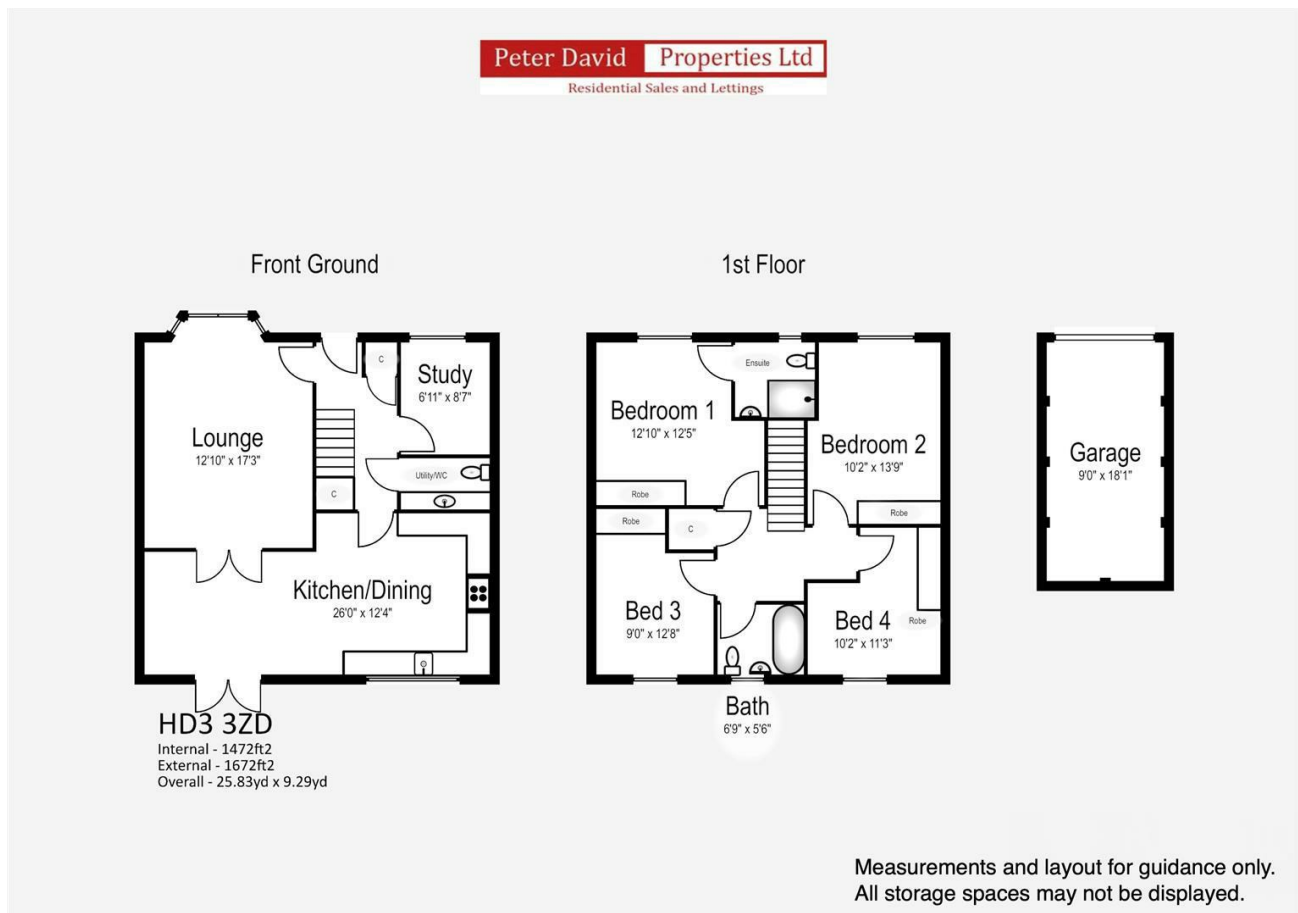 Peter David Properties Ltd
Residential Sales and Lettings
Front Ground
1st Floor
C
Study
6'11" x 8'7"
Lounge
12'10" x 17'3"
Utility/WC
C
Kitchen/Dining
26'0" x 12'4"
Ensuite
Bedroom 1
12'10" x 12'5"
Bedroom 2
10'2" x 13'9"
Robe
Robe
Robe
C
Bed 3
9'0" x 12'8"
Bed 4
10'2" x 11'3"
Robe
Bath
6'9" x 5'6"
Garage
9'0" x 18'1"
HD3 3ZD
Internal - 1472ft2
External - 1672ft2
Overall - 25.83yd x 9.29yd
Measurements and layout for guidance only.
All storage spaces may not be displayed.